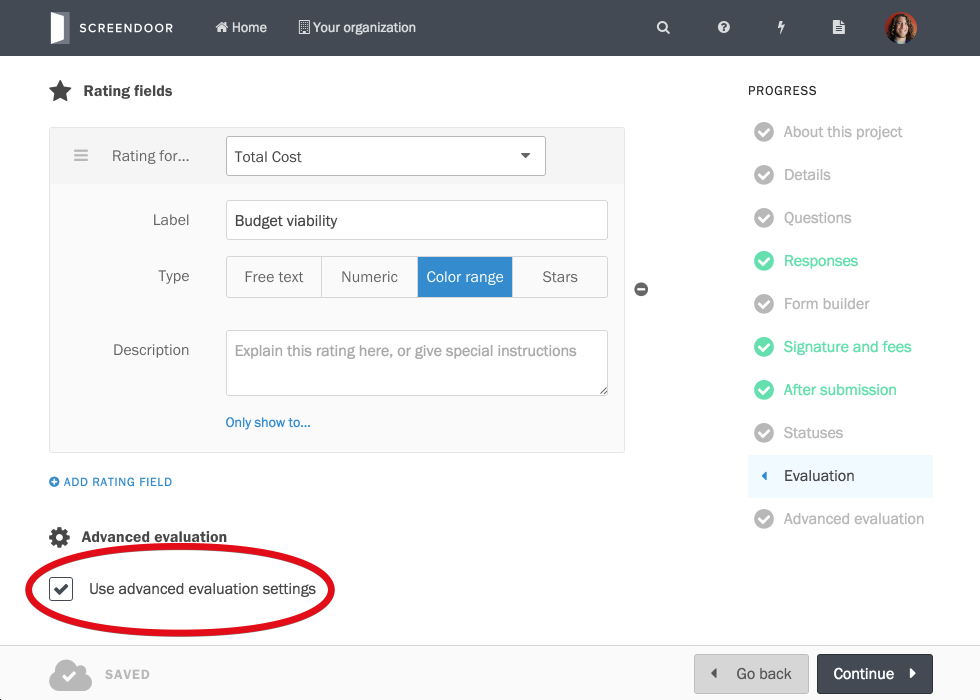 SCREENDOOR
Home
Your organization
Rating fields
Rating for...
Total Cost
Label
Budget viability
Type
Free text
Numeric
Color range
Stars
Description
Explain this rating here, or give special instructions
Only show to...
ADD RATING FIELD
Advanced evaluation
Use advanced evaluation settings
PROGRESS
About this project
Details
Questions
Responses
Form builder
Signature and fees
After submission
Statuses
Evaluation
Advanced evaluation
SAVED
Go back
Continue